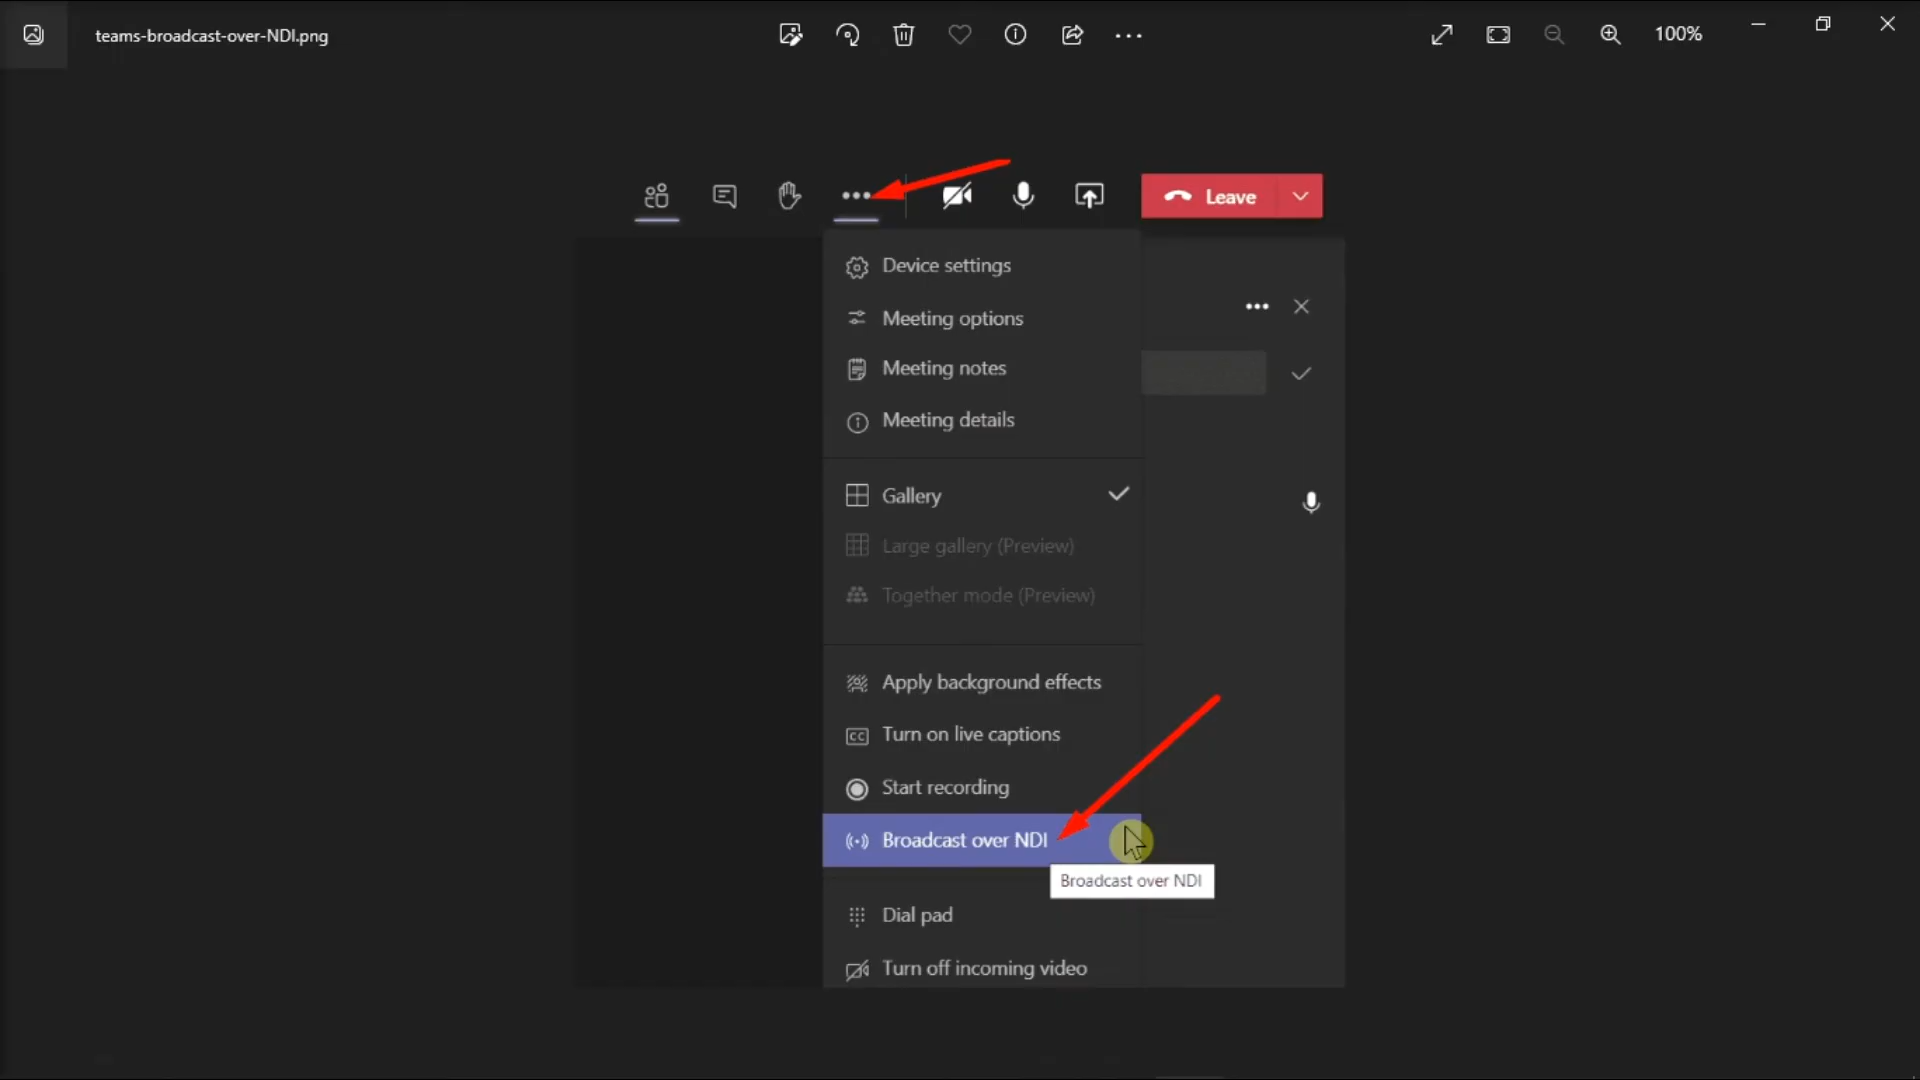 teams-broadcast-over-NDI.png
100%
Leave
Device settings
Meeting options
Meeting notes
Meeting details
Gallery
Large gallery (Preview)
Together mode (Preview)
Apply background effects
CC Turn on live captions
Start recording
Broadcast over NDI
Broadcast over NDI
Dial pad
Turn off incoming video